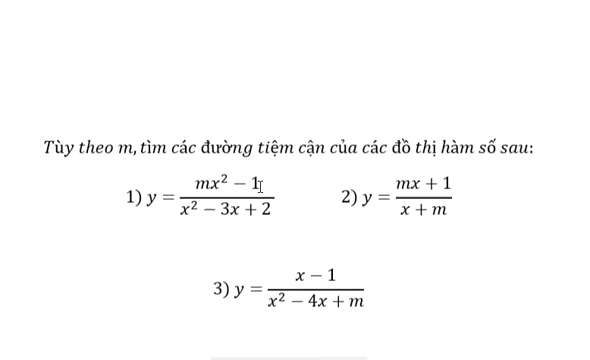 Tùy theo m, tìm các đường tiệm cận của các đồ thị hàm số sau:
1) y = (mx² − 1)/(x² − 3x + 2) 2) y = (mx + 1)/(x + m)
3) y = (x − 1)/(x² − 4x + m)